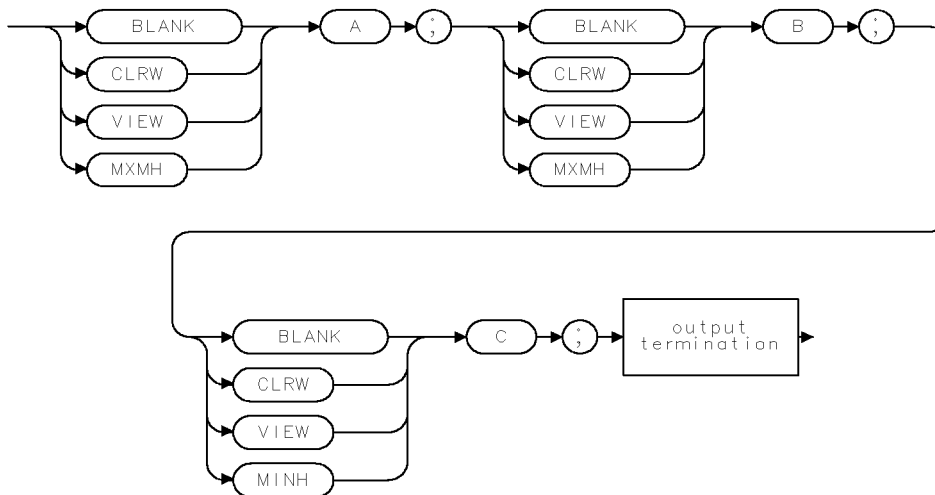 BLANK A ; BLANK B ;
CLRW CLRW
VIEW VIEW
MXMH MXMH
BLANK C ; output termination
CLRW
VIEW
MINH